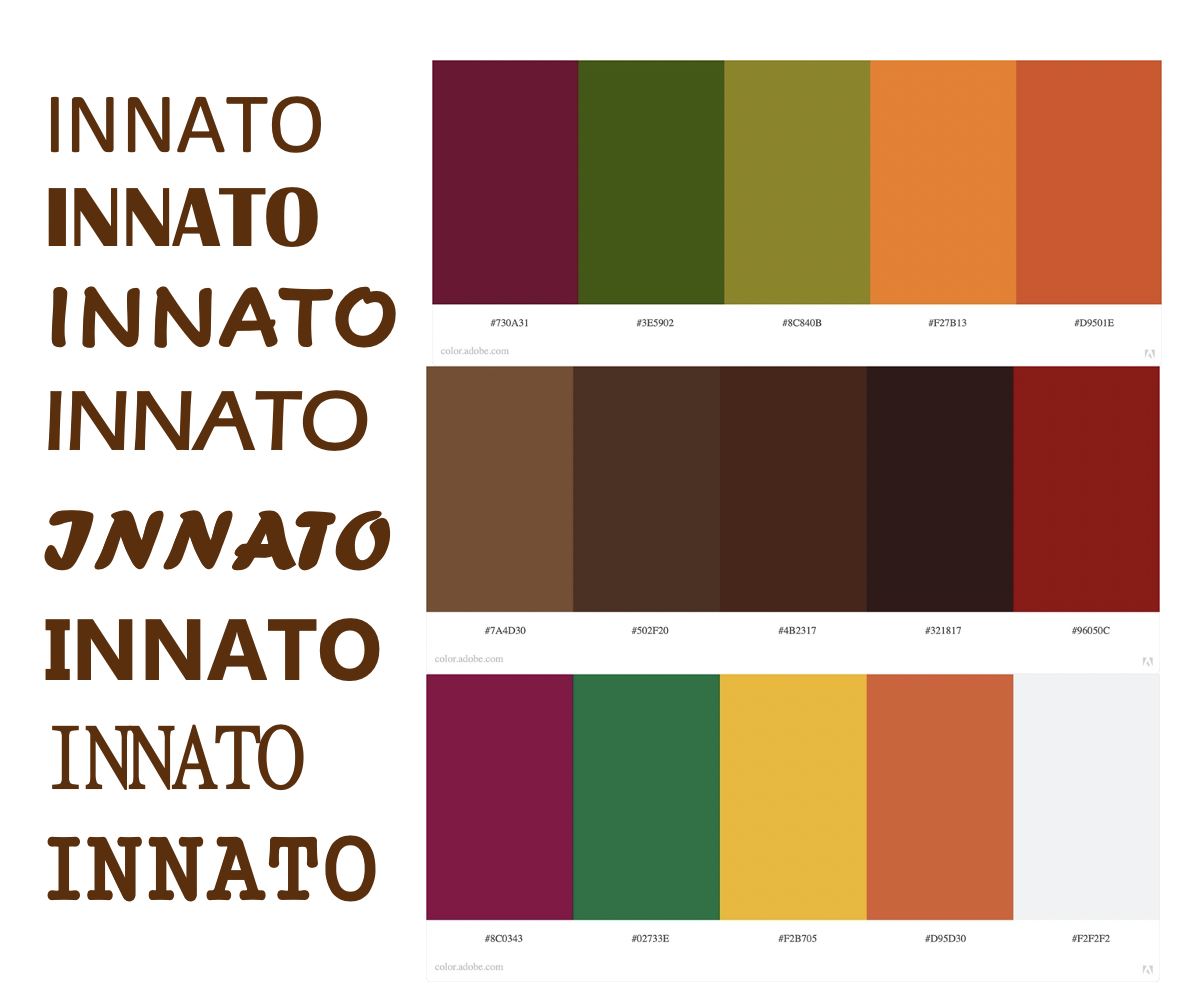 INNATO
INNATO
INNATO
INNATO
INNATO
INNATO
INNATO
INNATO
#730A31 #3E5902 #8C840B #F27B13 #D9501E
color.adobe.com
#7A4D30 #502F20 #4B2317 #321817 #96050C
color.adobe.com
#8C0343 #02733E #F2B705 #D95D30 #F2F2F2
color.adobe.com